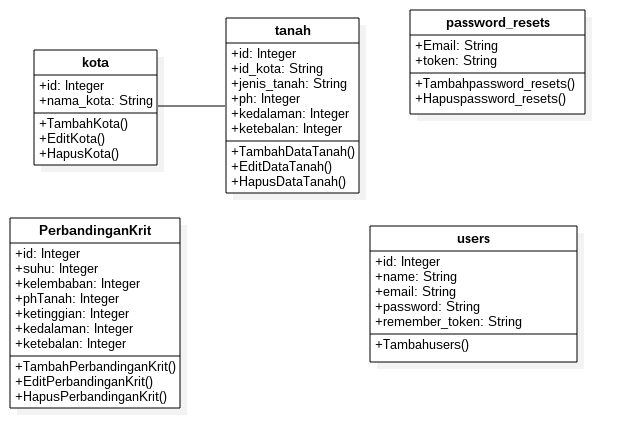 kota
+id: Integer
+nama_kota: String
+TambahKota()
+EditKota()
+HapusKota()
tanah
+id: Integer
+id_kota: String
+jenis_tanah: String
+ph: Integer
+kedalaman: Integer
+ketebalan: Integer
+TambahDataTanah()
+EditDataTanah()
+HapusDataTanah()
password_resets
+Email: String
+token: String
+Tambahpassword_resets()
+Hapuspassword_resets()
PerbandinganKrit
+id: Integer
+suhu: Integer
+kelembaban: Integer
+phTanah: Integer
+ketinggian: Integer
+kedalaman: Integer
+ketebalan: Integer
+TambahPerbandinganKrit()
+EditPerbandinganKrit()
+HapusPerbandinganKrit()
users
+id: Integer
+name: String
+email: String
+password: String
+remember_token: String
+Tambahusers()